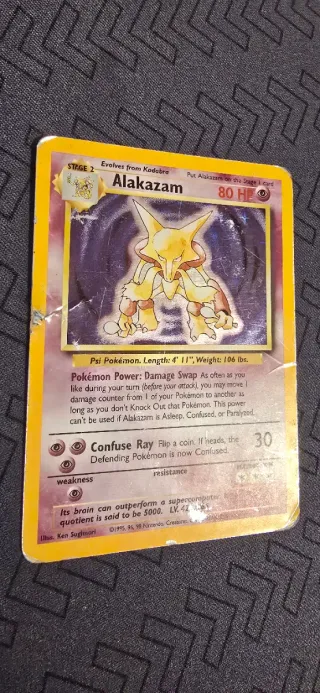 STAGE 2
Evolves from Kadabra
Put Alakazam on the Stage 1 card
Alakazam
80 HP
Psi Pokémon. Length: 4' 11", Weight: 106 lbs.
Pokémon Power: Damage Swap As often as you
like during your turn (before your attack), you may move 1
damage counter from 1 of your Pokémon to another as
long as you don't Knock Out that Pokémon. This power
can't be used if Alakazam is Asleep, Confused, or Paralyzed.
Confuse Ray Flip a coin. If heads, the
Defending Pokémon is now Confused.
30
weakness
resistance
Its brain can outperform a supercomputer.
quotient is said to be 5000. LV. 42
Illus. Ken Sugimori
©1995, 96, 98 Nintendo, Creatures,